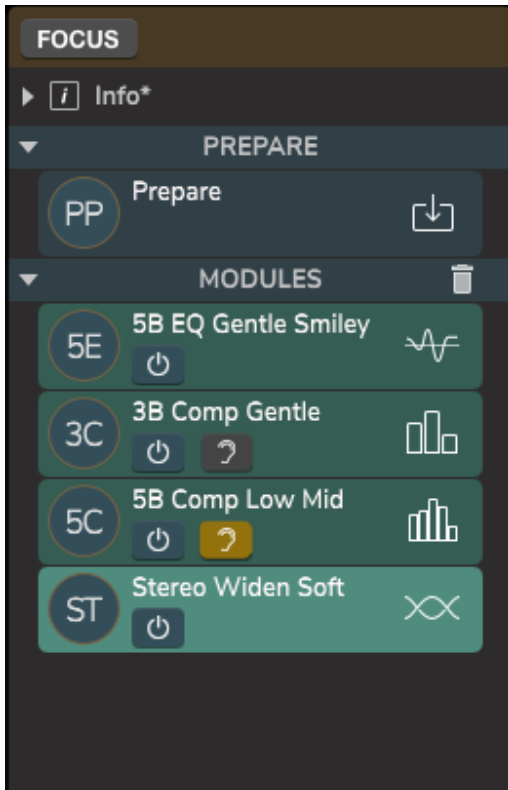 FOCUS
i Info*
PREPARE
PP Prepare
MODULES
5E 5B EQ Gentle Smiley
3C 3B Comp Gentle
5C 5B Comp Low Mid
ST Stereo Widen Soft